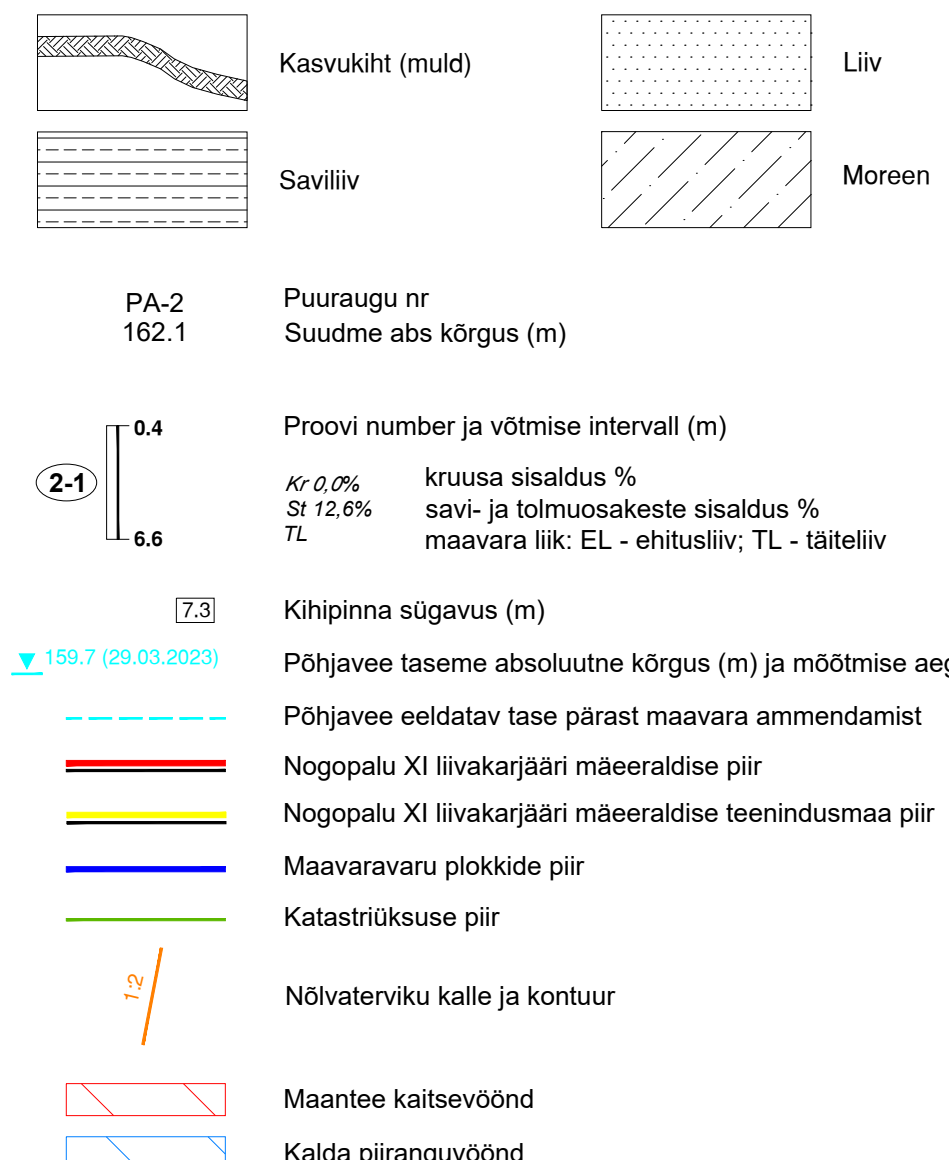 Kasvukiht (muld)
Liiv
Saviliiv
Moreen
PA-2
162.1
Puuraugu nr
Suudme abs kõrgus (m)
2-1
0.4
6.6
Proovi number ja võtmise intervall (m)
Kr 0,0% kruusa sisaldus %
St 12,6% savi- ja tolmuosakeste sisaldus %
TL maavara liik: EL - ehitusliiv; TL - täiteliiv
7.3 Kihipinna sügavus (m)
159.7 (29.03.2023) Põhjavee taseme absoluutne kõrgus (m) ja mõõtmise aeg
Põhjavee eeldatav tase pärast maavara ammendamist
Nogopalu XI liivakarjääri mäeeraldise piir
Nogopalu XI liivakarjääri mäeeraldise teenindusmaa piir
Maavaravaru plokkide piir
Katastriüksuse piir
1:2 Nõlvaterviku kalle ja kontuur
Maantee kaitsevöönd
Kalda piiranguvöönd